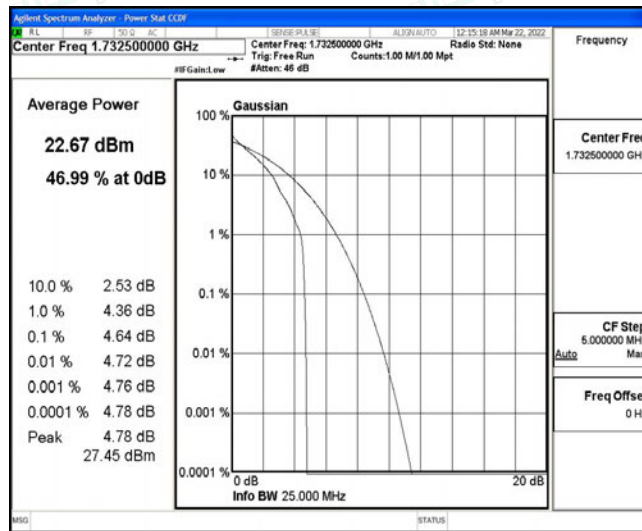 Agilent Spectrum Analyzer - Power Stat CCDF
RL RF 50 Ω AC SENSE:PULSE ALIGN AUTO 12:15:18 AM Mar 22, 2022
Center Freq 1.732500000 GHz
Center Freq: 1.732500000 GHz Radio Std: None
Trig: Free Run Counts:1.00 M/1.00 Mpt
#IFGain:Low #Atten: 46 dB
Frequency
Average Power
22.67 dBm
46.99 % at 0dB
10.0 % 2.53 dB
1.0 % 4.36 dB
0.1 % 4.64 dB
0.01 % 4.72 dB
0.001 % 4.76 dB
0.0001 % 4.78 dB
Peak 4.78 dB
27.45 dBm
Gaussian
100 %
10 %
1 %
0.1 %
0.01 %
0.001 %
0.0001 %
0 dB 20 dB
Info BW 25.000 MHz
Center Freq
1.732500000 GH
CF Step
5.000000 MH
Auto Ma
Freq Offse
0 H
MSG STATUS